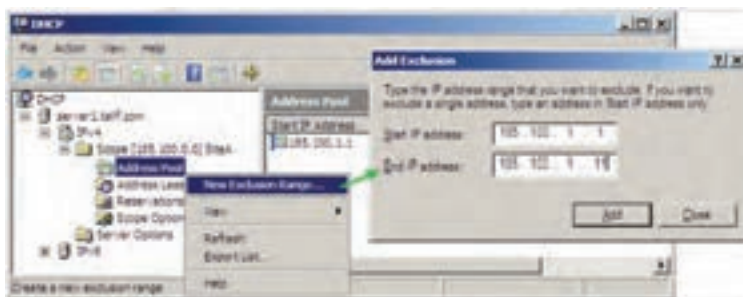 DHCP
File Action View Help
DHCP
IPv4
Address Pool
Address Leas
Reservations
Scope Option
Server Options
IPv6
Address Pool
Start IP Address
New Exclusion Range...
View
Refresh
Export List...
Help
Create a new exclusion range
Add Exclusion
Type the IP address range that you want to exclude. If you want to
exclude a single address, type an address in Start IP address only.
Start IP address:
End IP address:
Add Close